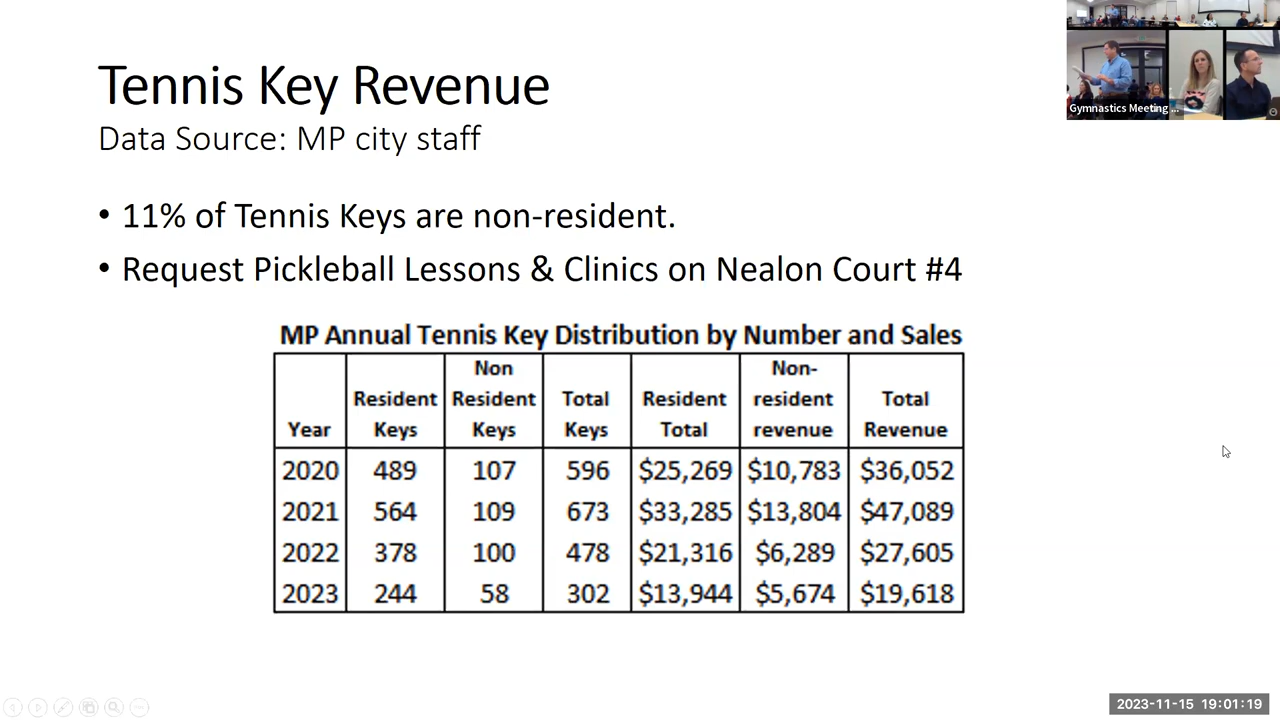 Tennis Key Revenue
Data Source: MP city staff
• 11% of Tennis Keys are non-resident.
• Request Pickleball Lessons & Clinics on Nealon Court #4
MP Annual Tennis Key Distribution by Number and Sales
Year Resident Keys Non Resident Keys Total Keys Resident Total Non-resident revenue Total Revenue
2020 489 107 596 $25,269 $10,783 $36,052
2021 564 109 673 $33,285 $13,804 $47,089
2022 378 100 478 $21,316 $6,289 $27,605
2023 244 58 302 $13,944 $5,674 $19,618
Gymnastics Meeting ...
2023-11-15 19:01:19